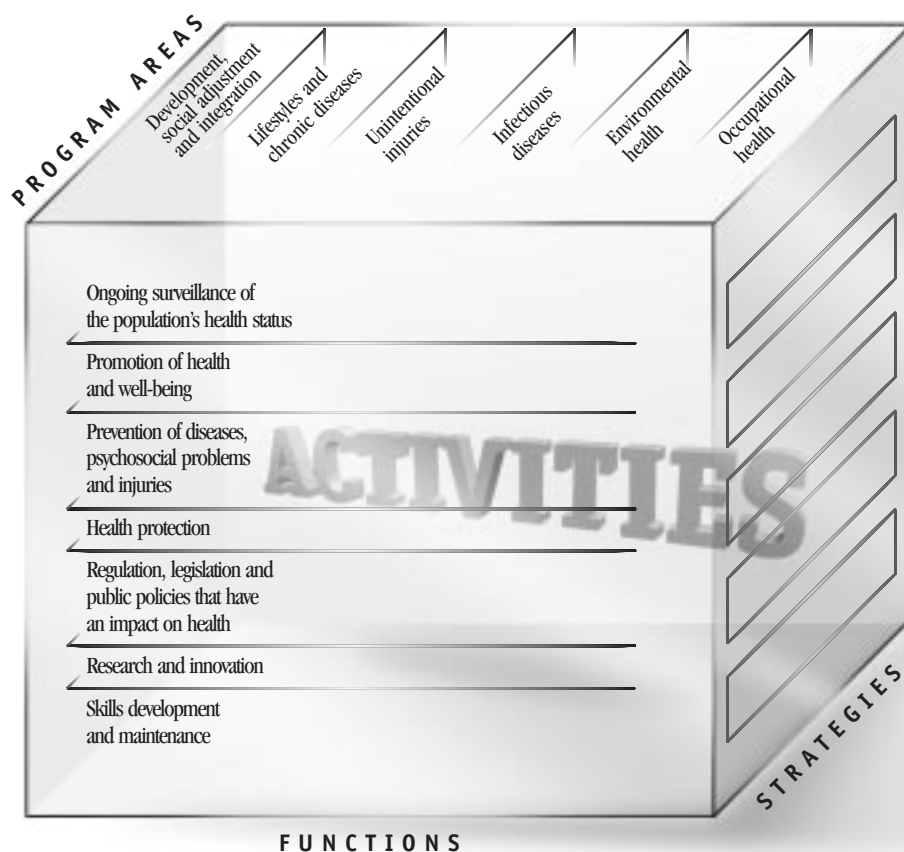 PROGRAM AREAS
Development,
social adjustment
and integration
Lifestyles and
chronic diseases
Unintentional
injuries
Infectious
diseases
Environmental
health
Occupational
health
Ongoing surveillance of
the population’s health status
Promotion of health
and well-being
Prevention of diseases,
psychosocial problems
and injuries
Health protection
Regulation, legislation and
public policies that have
an impact on health
Research and innovation
Skills development
and maintenance
ACTIVITIES
STRATEGIES
FUNCTIONS